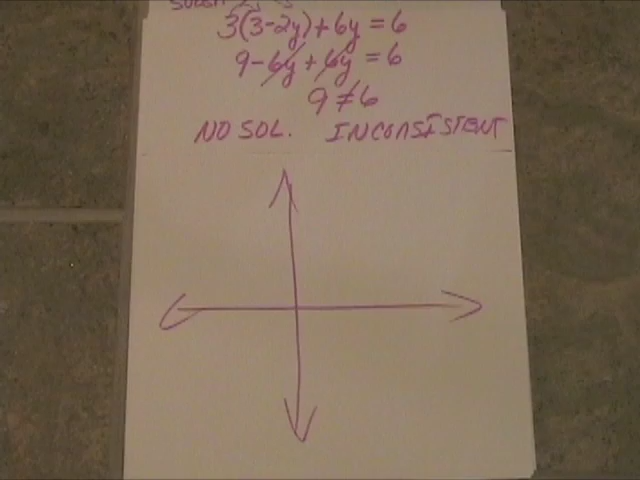 3(3-2y)+6y=6
9-6y+6y=6
9≠6
NO SOL. INCONSISTENT